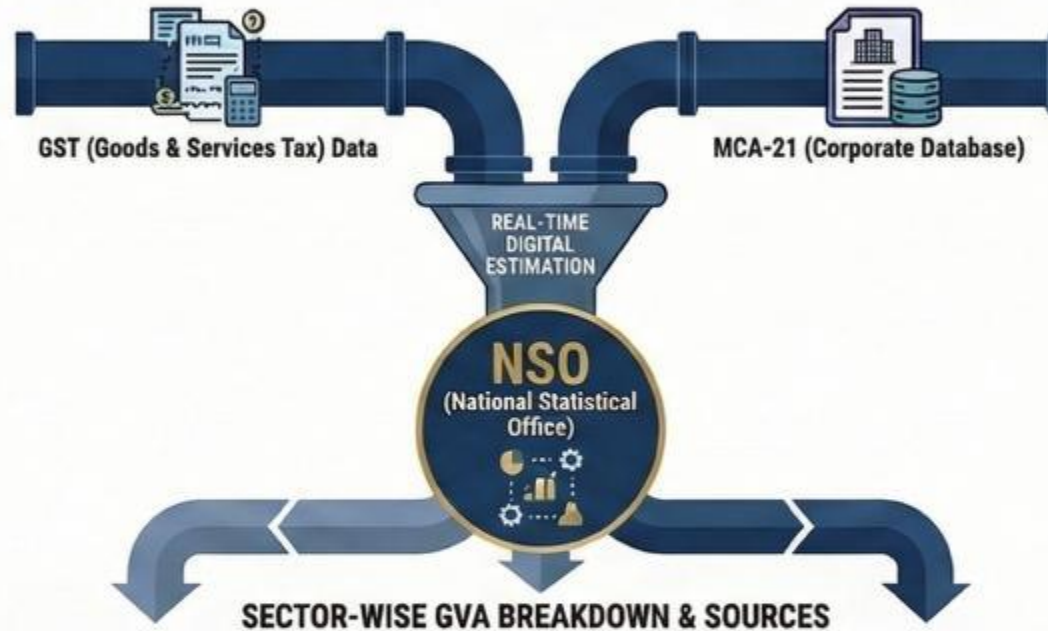 GST (Goods & Services Tax) Data
MCA-21 (Corporate Database)
REAL-TIME
DIGITAL
ESTIMATION
NSO
(National Statistical
Office)
SECTOR-WISE GVA BREAKDOWN & SOURCES